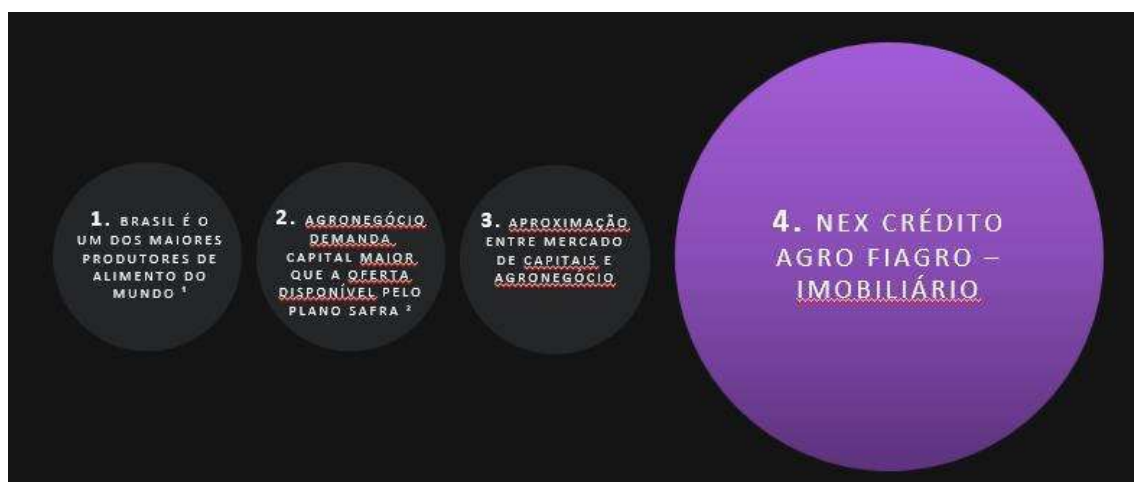 1. BRASIL É O
UM DOS MAIORES
PRODUTORES DE
ALIMENTO DO
MUNDO ¹
2. AGRONEGÓCIO
DEMANDA
CAPITAL MAIOR
QUE A OFERTA
DISPONÍVEL PELO
PLANO SAFRA ²
3. APROXIMAÇÃO
ENTRE MERCADO
DE CAPITAIS E
AGRONEGÓCIO
4. NEX CRÉDITO
AGRO FIAGRO –
IMOBILIÁRIO